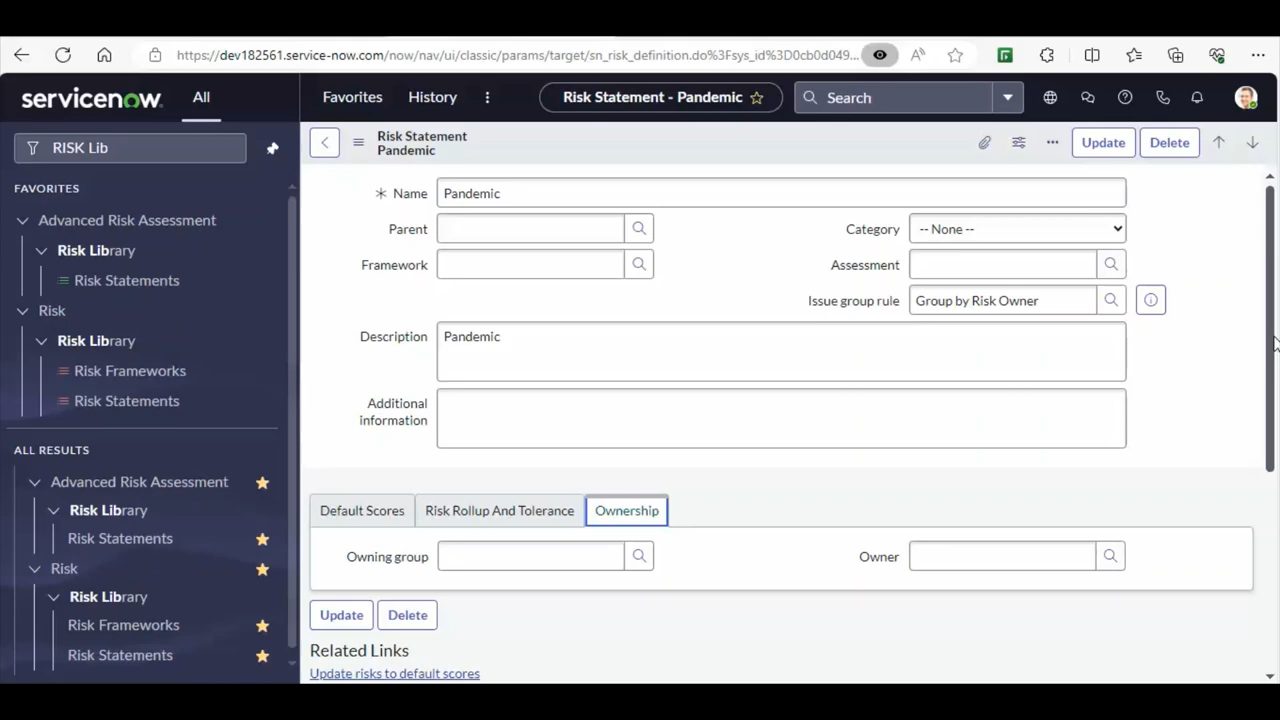 https://dev182561.service-now.com/now/nav/ui/classic/params/target/sn_risk_definition.do%3Fsys_id%3D0cb0d049...
servicenow All Favorites History Risk Statement - Pandemic Search
RISK Lib
FAVORITES
Advanced Risk Assessment
Risk Library
Risk Statements
Risk
Risk Library
Risk Frameworks
Risk Statements
ALL RESULTS
Advanced Risk Assessment
Risk Library
Risk Statements
Risk
Risk Library
Risk Frameworks
Risk Statements
Risk Statement
Pandemic
Update Delete
Name Pandemic
Parent Category -- None --
Framework Assessment
Issue group rule Group by Risk Owner
Description Pandemic
Additional
information
Default Scores Risk Rollup And Tolerance Ownership
Owning group Owner
Update Delete
Related Links
Update risks to default scores